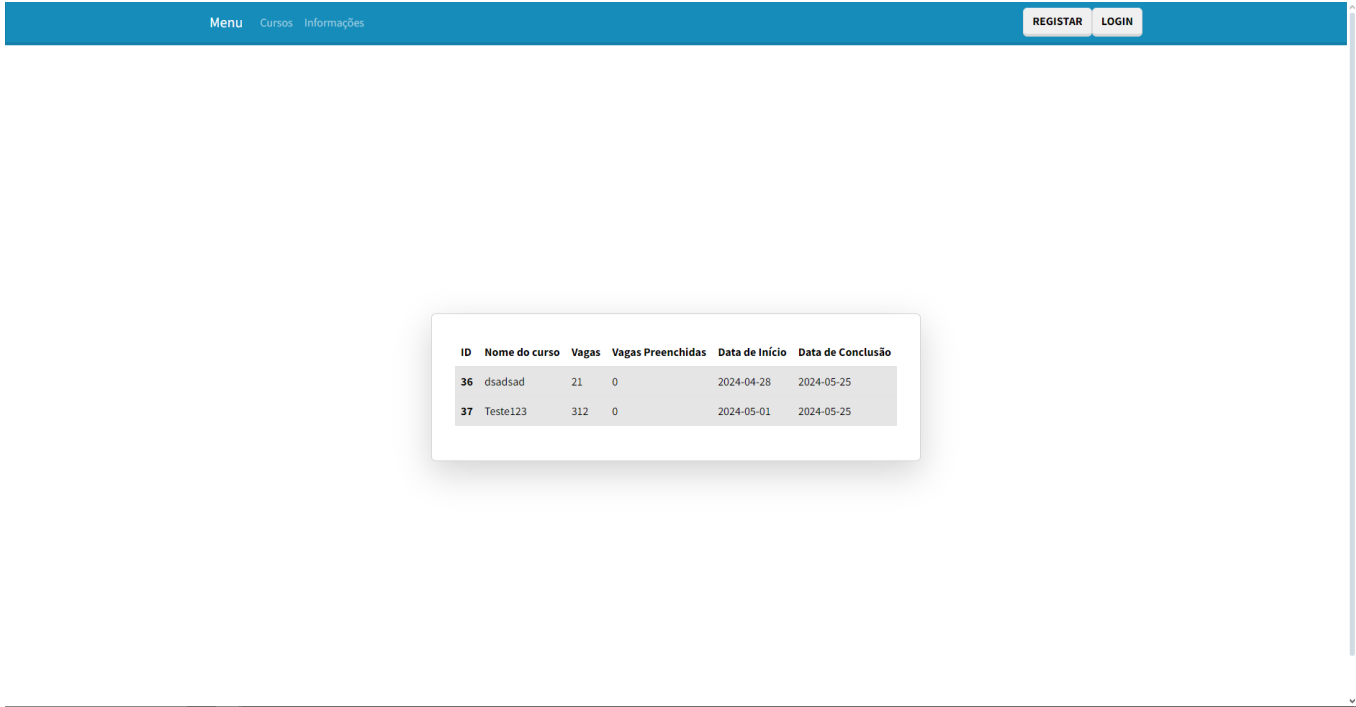 Menu Cursos Informações REGISTAR LOGIN
ID Nome do curso Vagas Vagas Preenchidas Data de Início Data de Conclusão
36 dsadsad 21 0 2024-04-28 2024-05-25
37 Teste123 312 0 2024-05-01 2024-05-25